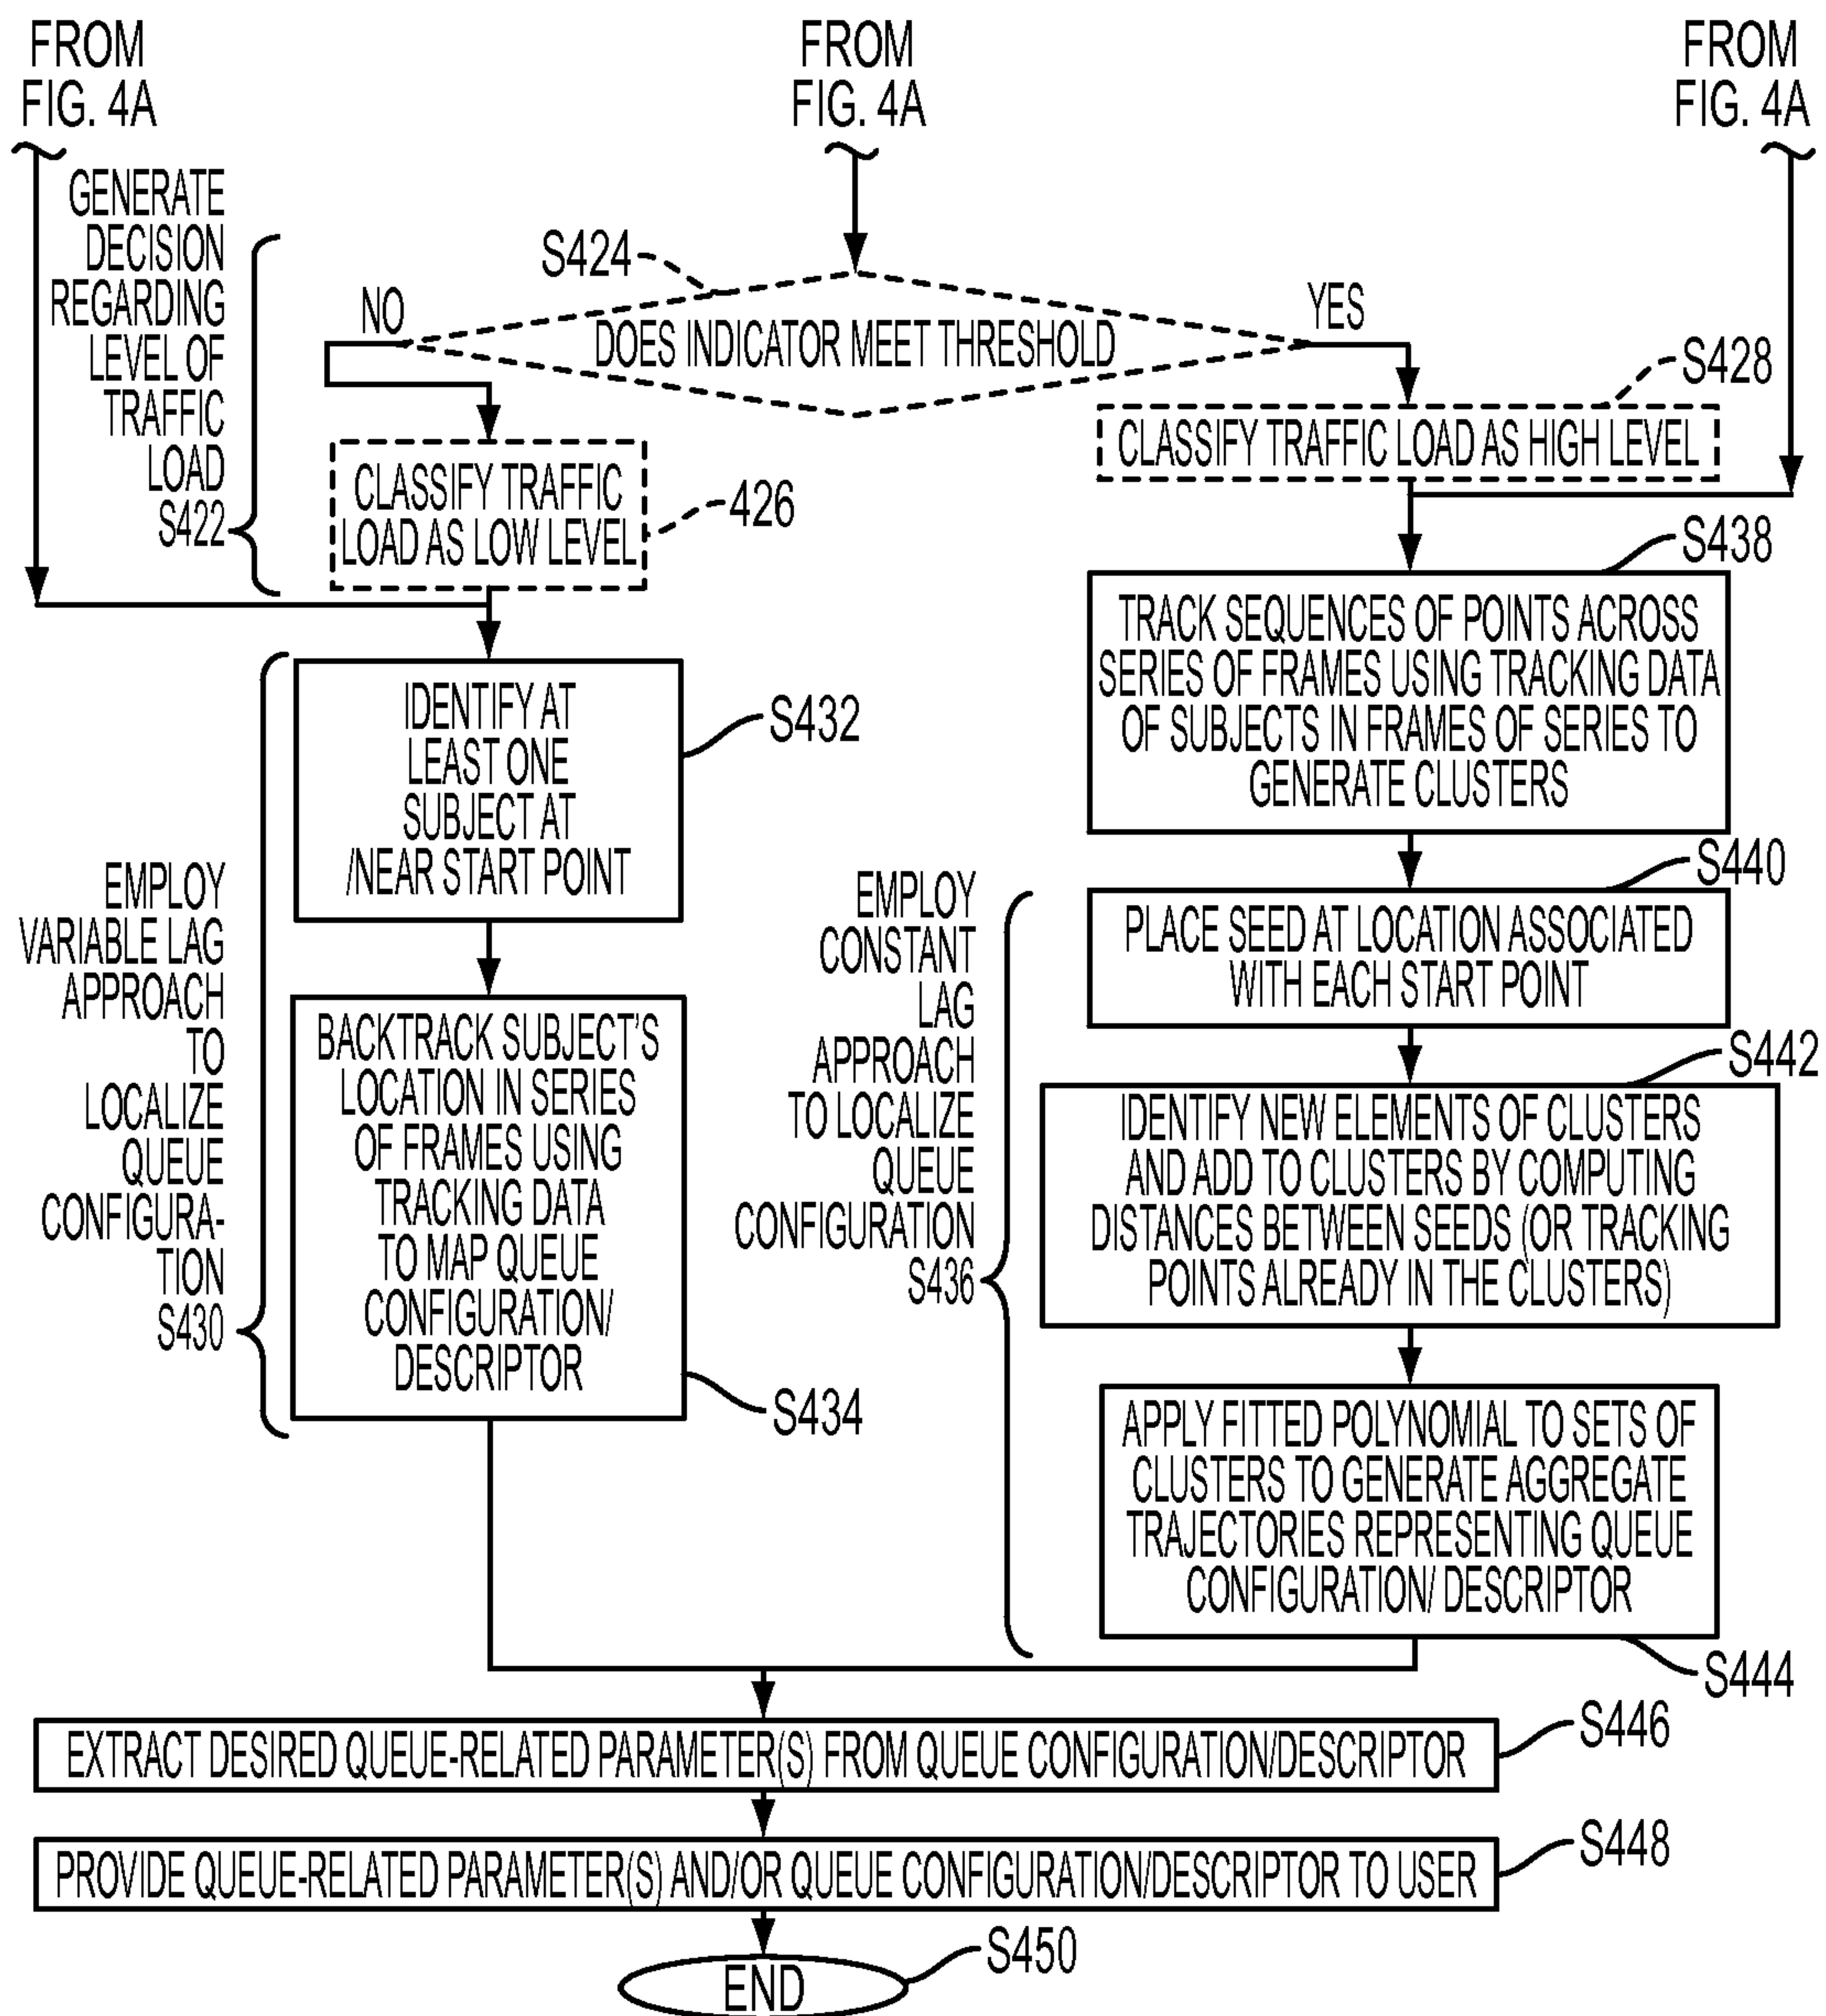 FROM
FIG. 4A
FROM
FIG. 4A
FROM
FIG. 4A
GENERATE
DECISION
REGARDING
LEVEL OF
TRAFFIC
LOAD
S422
S424
NO
DOES INDICATOR MEET THRESHOLD
YES
S428
CLASSIFY TRAFFIC LOAD AS HIGH LEVEL
CLASSIFY TRAFFIC
LOAD AS LOW LEVEL
426
S438
TRACK SEQUENCES OF POINTS ACROSS
SERIES OF FRAMES USING TRACKING DATA
OF SUBJECTS IN FRAMES OF SERIES TO
GENERATE CLUSTERS
IDENTIFY AT
LEAST ONE
SUBJECT AT
/NEAR START POINT
S432
EMPLOY
VARIABLE LAG
APPROACH
TO
LOCALIZE
QUEUE
CONFIGURA-
TION
S430
BACKTRACK SUBJECT'S
LOCATION IN SERIES
OF FRAMES USING
TRACKING DATA
TO MAP QUEUE
CONFIGURATION/
DESCRIPTOR
S434
EMPLOY
CONSTANT
LAG
APPROACH
TO LOCALIZE
QUEUE
CONFIGURATION
S436
S440
PLACE SEED AT LOCATION ASSOCIATED
WITH EACH START POINT
S442
IDENTIFY NEW ELEMENTS OF CLUSTERS
AND ADD TO CLUSTERS BY COMPUTING
DISTANCES BETWEEN SEEDS (OR TRACKING
POINTS ALREADY IN THE CLUSTERS)
APPLY FITTED POLYNOMIAL TO SETS OF
CLUSTERS TO GENERATE AGGREGATE
TRAJECTORIES REPRESENTING QUEUE
CONFIGURATION/ DESCRIPTOR
S444
EXTRACT DESIRED QUEUE-RELATED PARAMETER(S) FROM QUEUE CONFIGURATION/DESCRIPTOR
S446
PROVIDE QUEUE-RELATED PARAMETER(S) AND/OR QUEUE CONFIGURATION/DESCRIPTOR TO USER
S448
END
S450